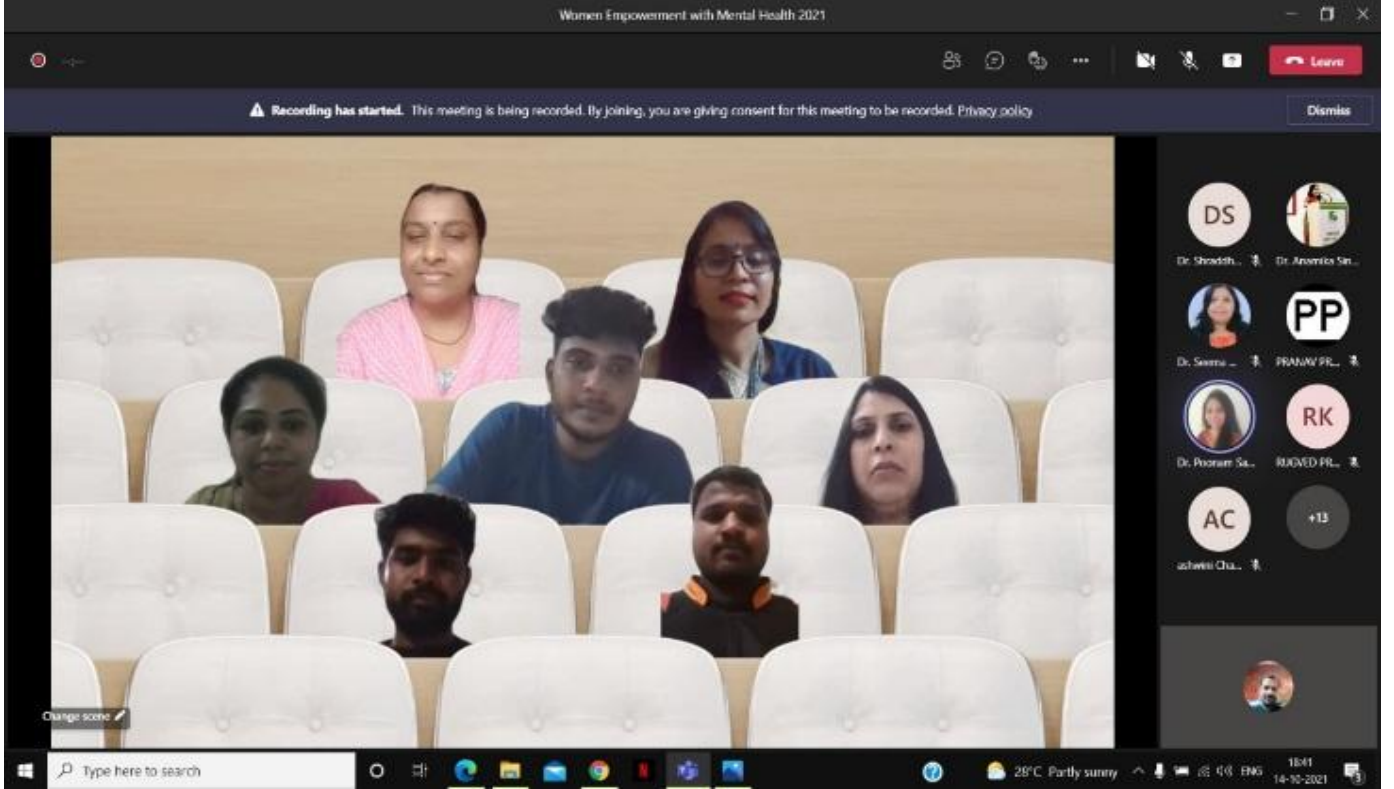 Women Empowerment with Mental Health 2021
Leave
Recording has started. This meeting is being recorded. By joining, you are giving consent for this meeting to be recorded. Privacy policy
Dismiss
DS
Dr. Shraddh...
Dr. Anamika Sin...
Dr. Seema ...
PP
PRANAV PR...
Dr. Poonam Sa...
RK
RUGVED PR...
AC
ashwini Cha...
+13
Change scene
Type here to search
28°C Partly sunny
ENG
18:41
14-10-2021
3